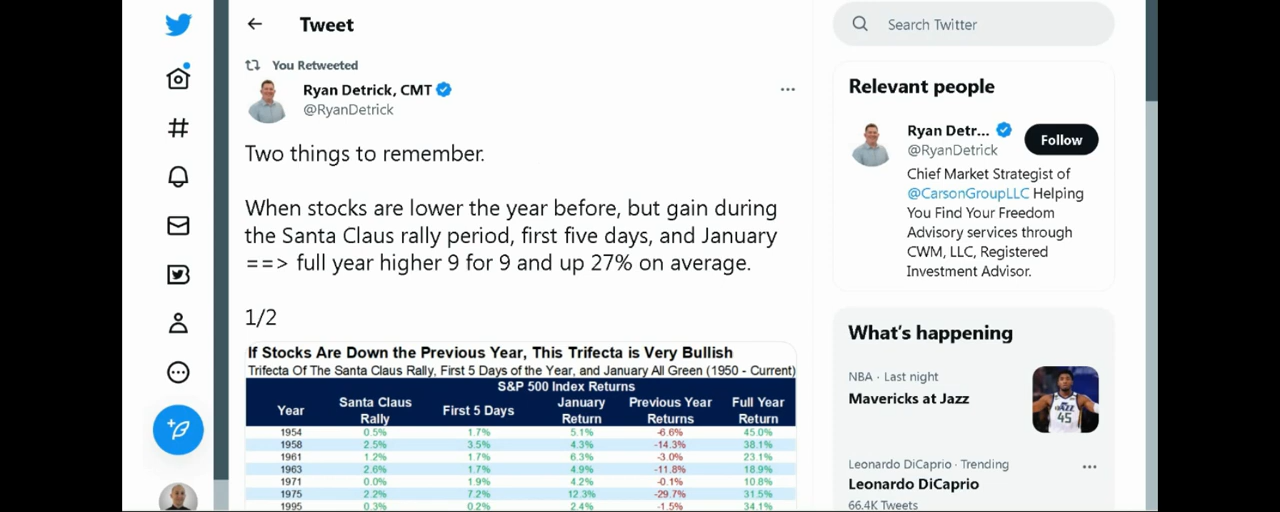 Tweet
You Retweeted
Ryan Detrick, CMT
@RyanDetrick
Two things to remember.
When stocks are lower the year before, but gain during
the Santa Claus rally period, first five days, and January
==> full year higher 9 for 9 and up 27% on average.
1/2
If Stocks Are Down the Previous Year, This Trifecta is Very Bullish
Trifecta Of The Santa Claus Rally, First 5 Days of the Year, and January All Green (1950 - Current)
S&P 500 Index Returns
Year Santa Claus Rally First 5 Days January Return Previous Year Returns Full Year Return
1954 0.5% 1.7% 5.1% -6.6% 45.0%
1958 2.5% 3.5% 4.3% -14.3% 38.1%
1961 1.2% 1.7% 6.3% -3.0% 23.1%
1963 2.6% 1.7% 4.9% -11.8% 18.9%
1971 0.0% 1.9% 4.2% -0.1% 10.8%
1975 2.2% 7.2% 12.3% -29.7% 31.5%
1995 0.3% 0.2% 2.4% -1.5% 34.1%
Search Twitter
Relevant people
Ryan Detr...
@RyanDetrick
Follow
Chief Market Strategist of
@CarsonGroupLLC Helping
You Find Your Freedom
Advisory services through
CWM, LLC, Registered
Investment Advisor.
What's happening
NBA · Last night
Mavericks at Jazz
JAZZ
45
Leonardo DiCaprio · Trending
Leonardo DiCaprio
66.4K Tweets